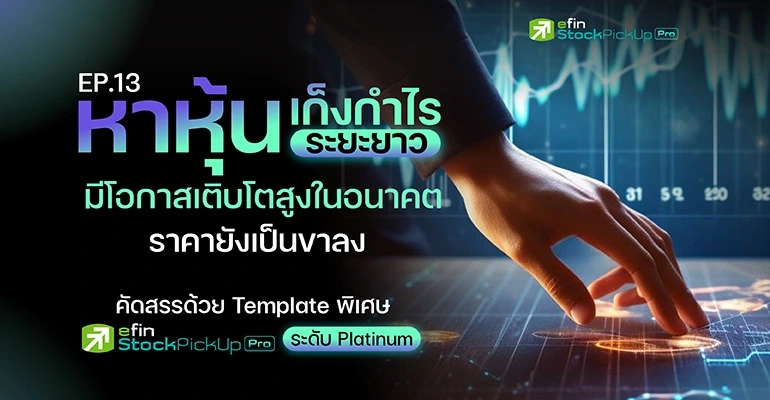 efin
StockPickUp Pro
EP.13
หาหุ้น เก็งกำไร
ระยะยาว
มีโอกาสเติบโตสูงในอนาคต
ราคายังเป็นขาลง
คัดสรรด้วย Template พิเศษ
efin
StockPickUp Pro ระดับ Platinum
31